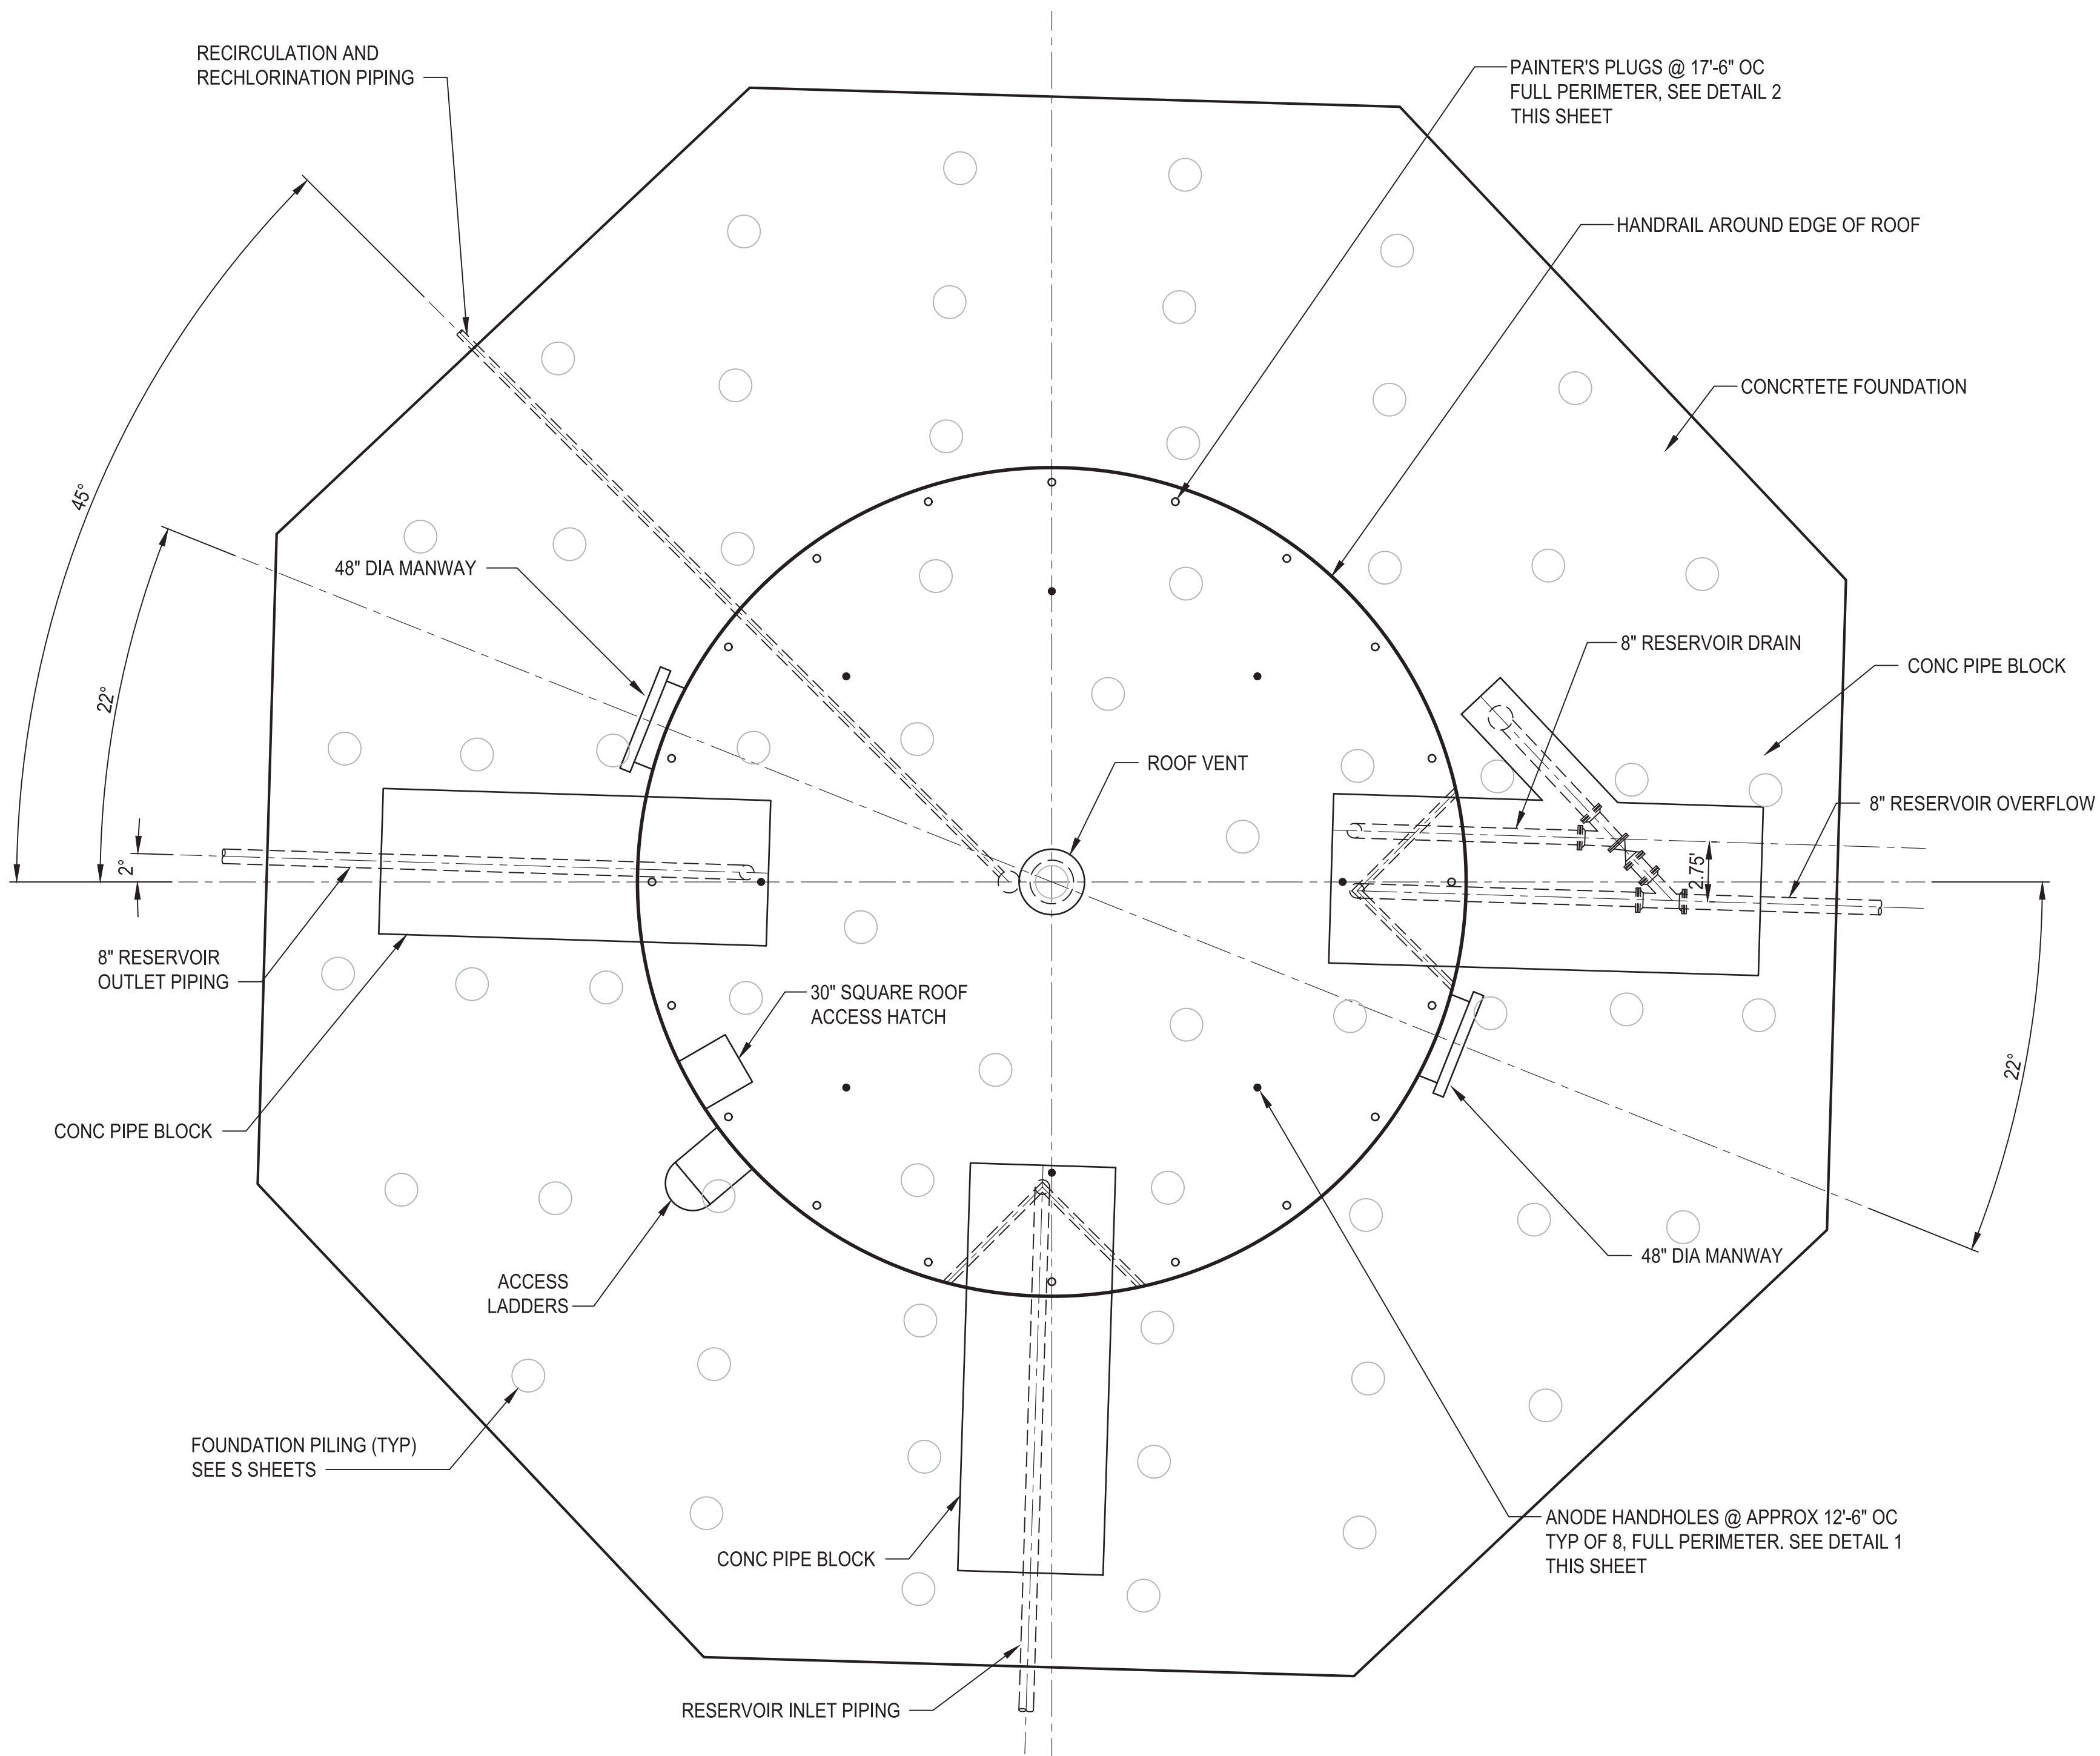 RECIRCULATION AND
RECHLORINATION PIPING
PAINTER'S PLUGS @ 17'-6" OC
FULL PERIMETER, SEE DETAIL 2
THIS SHEET
HANDRAIL AROUND EDGE OF ROOF
CONCRTETE FOUNDATION
45°
48" DIA MANWAY
8" RESERVOIR DRAIN
CONC PIPE BLOCK
22°
ROOF VENT
8" RESERVOIR OVERFLOW
2°
2.75'
8" RESERVOIR
OUTLET PIPING
30" SQUARE ROOF
ACCESS HATCH
22°
CONC PIPE BLOCK
48" DIA MANWAY
ACCESS
LADDERS
FOUNDATION PILING (TYP)
SEE S SHEETS
ANODE HANDHOLES @ APPROX 12'-6" OC
TYP OF 8, FULL PERIMETER. SEE DETAIL 1
THIS SHEET
CONC PIPE BLOCK
RESERVOIR INLET PIPING